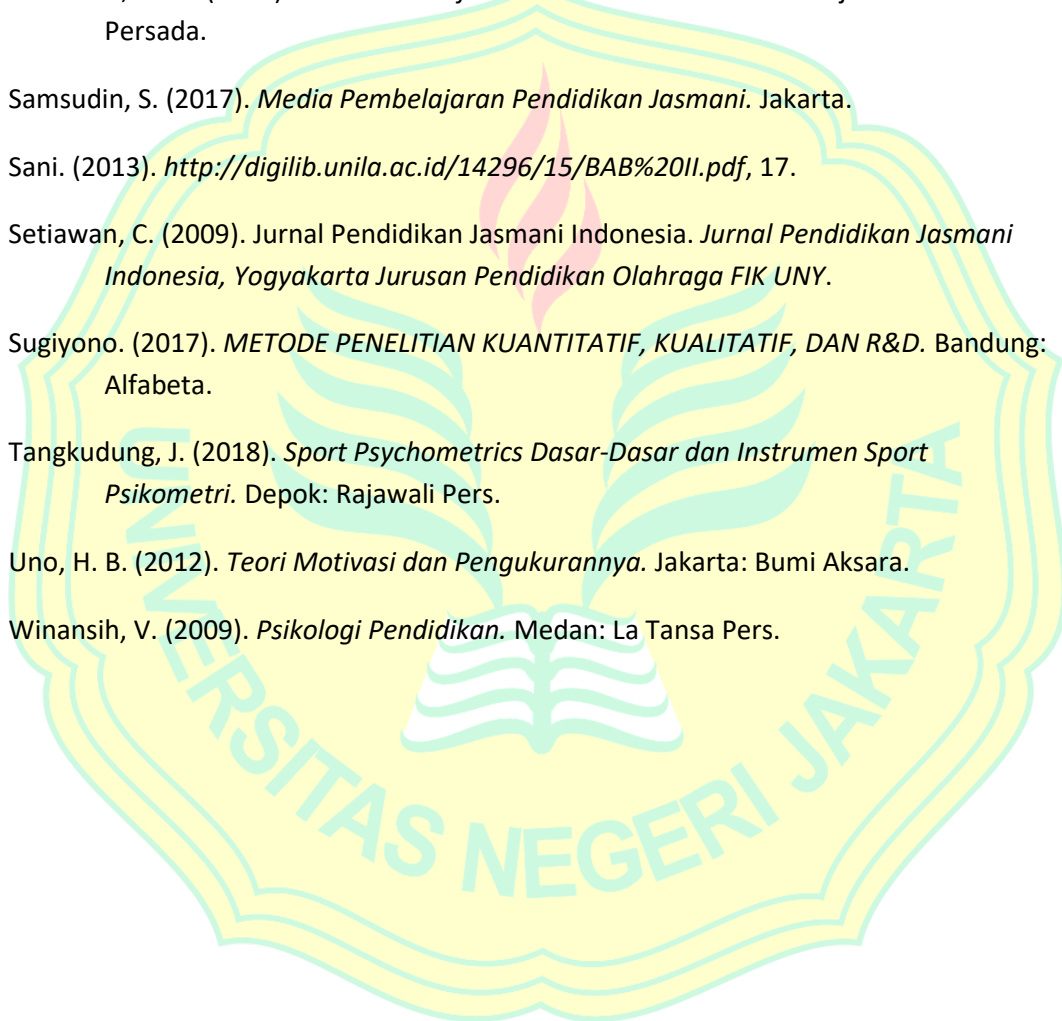 Persada.
Samsudin, S. (2017). Media Pembelajaran Pendidikan Jasmani. Jakarta.
Sani. (2013). http://digilib.unila.ac.id/14296/15/BAB%20II.pdf, 17.
Setiawan, C. (2009). Jurnal Pendidikan Jasmani Indonesia. Jurnal Pendidikan Jasmani
Indonesia, Yogyakarta Jurusan Pendidikan Olahraga FIK UNY.
Sugiyono. (2017). METODE PENELITIAN KUANTITATIF, KUALITATIF, DAN R&D. Bandung:
Alfabeta.
Tangkudung, J. (2018). Sport Psychometrics Dasar-Dasar dan Instrumen Sport
Psikometri. Depok: Rajawali Pers.
Uno, H. B. (2012). Teori Motivasi dan Pengukurannya. Jakarta: Bumi Aksara.
Winansih, V. (2009). Psikologi Pendidikan. Medan: La Tansa Pers.
UNIVERSITAS NEGERI JAKARTA